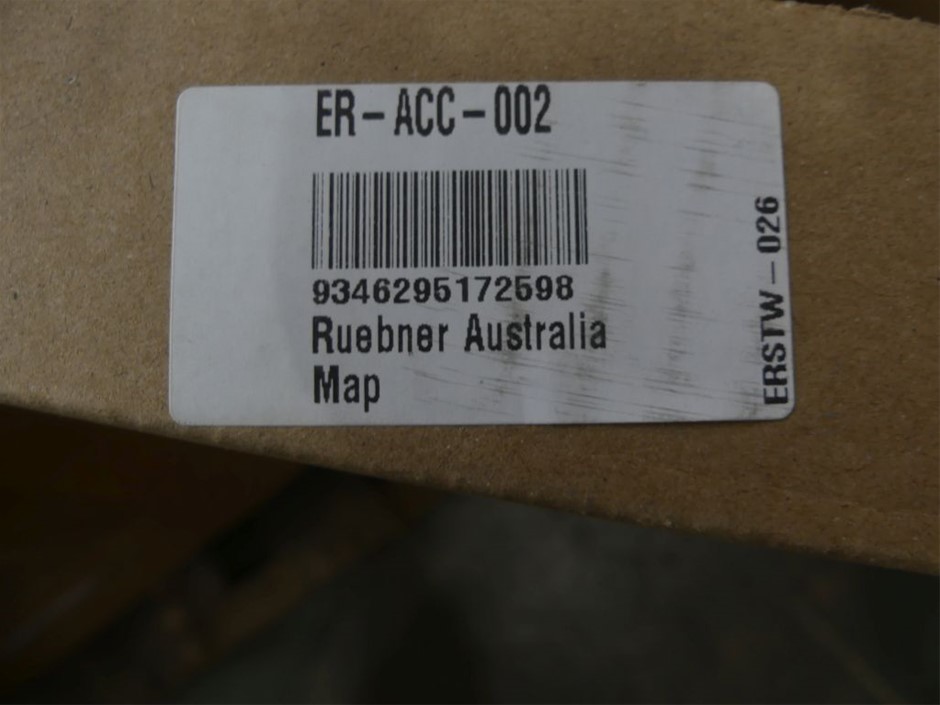 ER-ACC-002
9346295172598
Ruebner Australia
Map
ERSTW-026